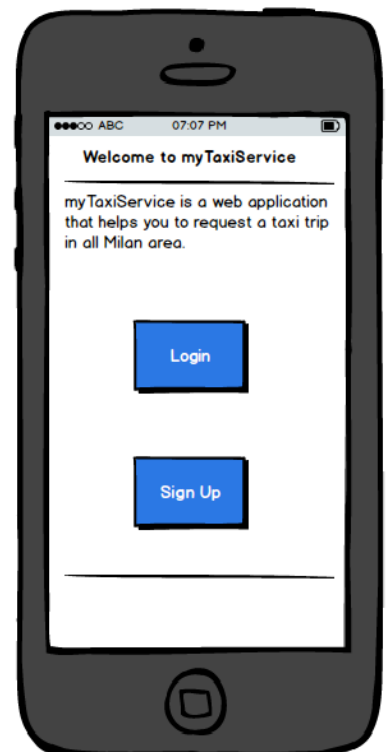 ABC 07:07 PM
Welcome to myTaxiService
myTaxiService is a web application
that helps you to request a taxi trip
in all Milan area.
Login
Sign Up